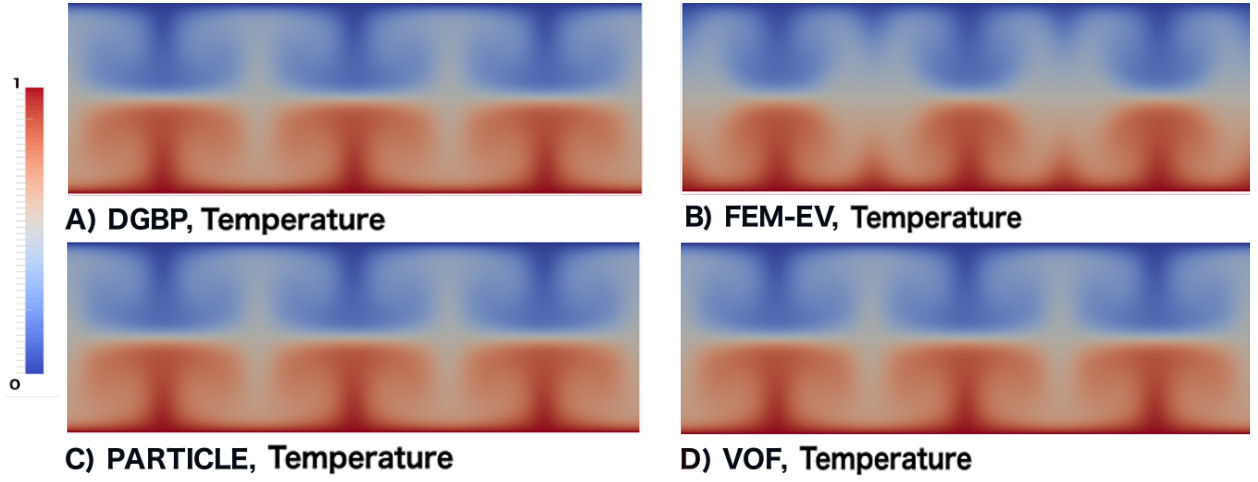 1
0
A) DGBP, Temperature
B) FEM-EV, Temperature
C) PARTICLE, Temperature
D) VOF, Temperature